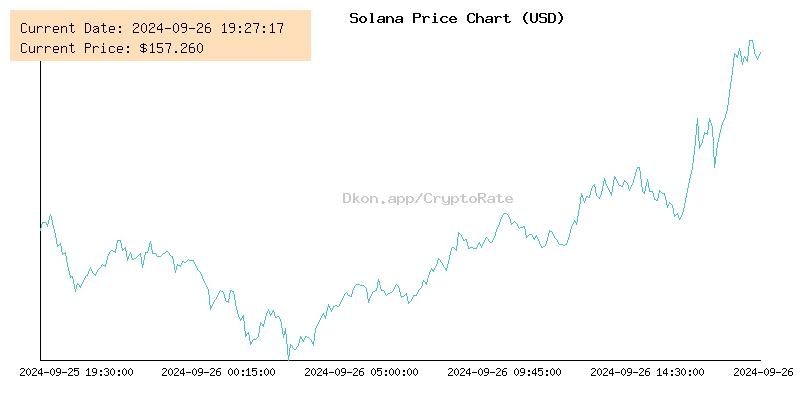 Solana Price Chart (USD)
Current Date: 2024-09-26 19:27:17
Current Price: $157.260
Dkon.app/CryptoRate
2024-09-25 19:30:00 2024-09-26 00:15:00 2024-09-26 05:00:00 2024-09-26 09:45:00 2024-09-26 14:30:00 2024-09-26